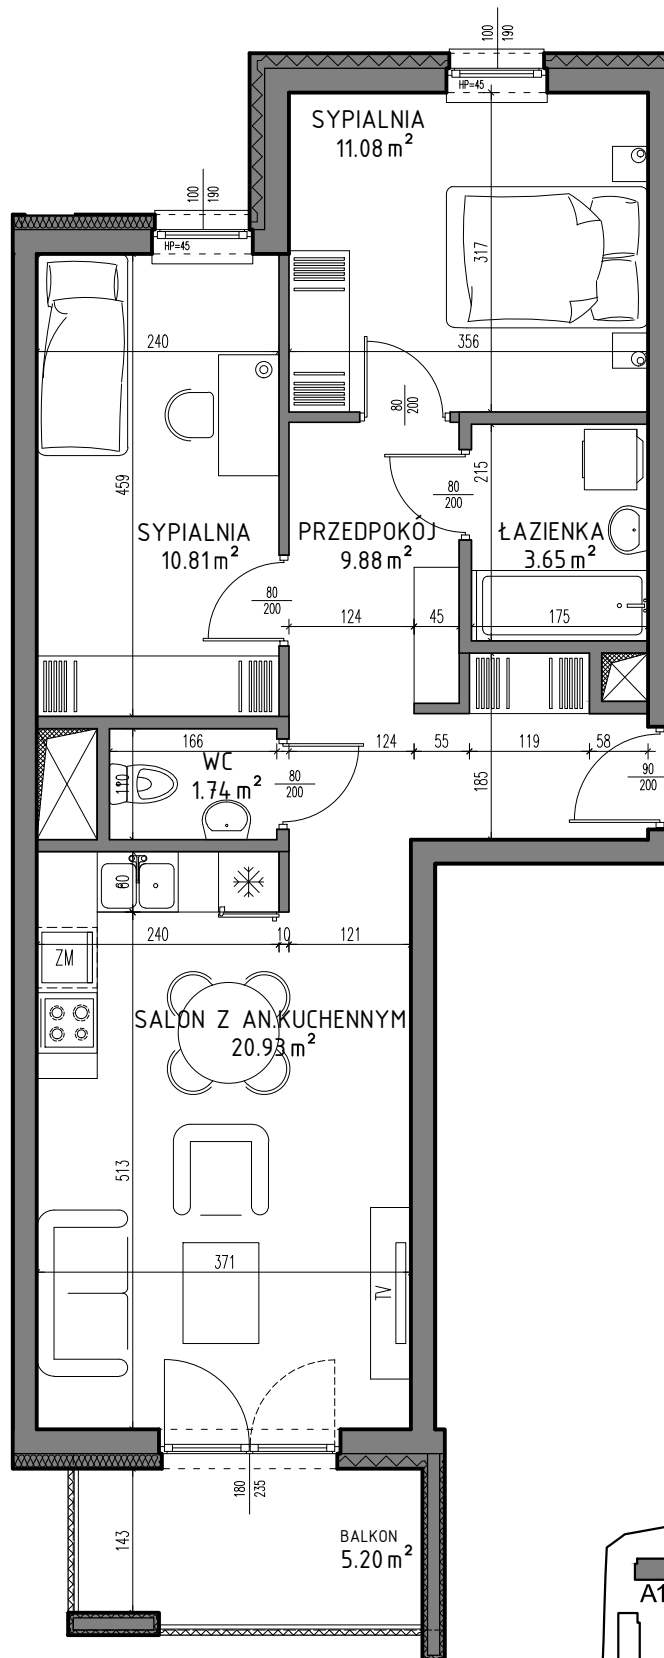 100
190
HP=45
SYPIALNIA
11.08 m²
100
190
HP=45
317
240
356
80
200
459
215
80
200
SYPIALNIA
10.81 m²
PRZEDPOKÓJ
9.88 m²
ŁAZIENKA
3.65 m²
80
200
124
45
175
166
124
55
119
58
WC
1.74 m²
110
80
200
185
90
200
60
240
10
121
ZM
SALON Z AN.KUCHENNYM
20.93 m²
513
371
TV
180
235
143
BALKON
5.20 m²
A1